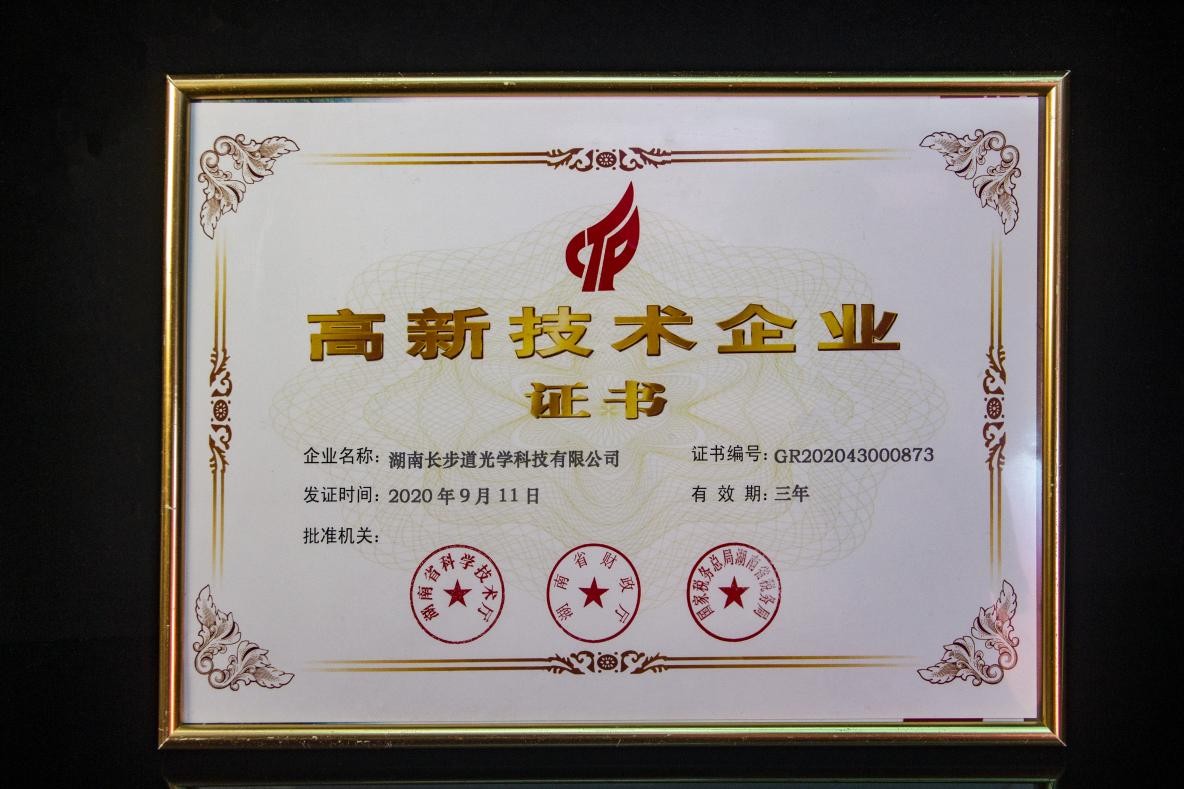 CTP
高新技术企业
证书
企业名称：湖南长步道光学科技有限公司
证书编号：GR202043000873
发证时间：2020年9月11日
有效期：三年
批准机关：
湖南省科学技术厅
湖南省财政厅
国家税务总局湖南省税务局